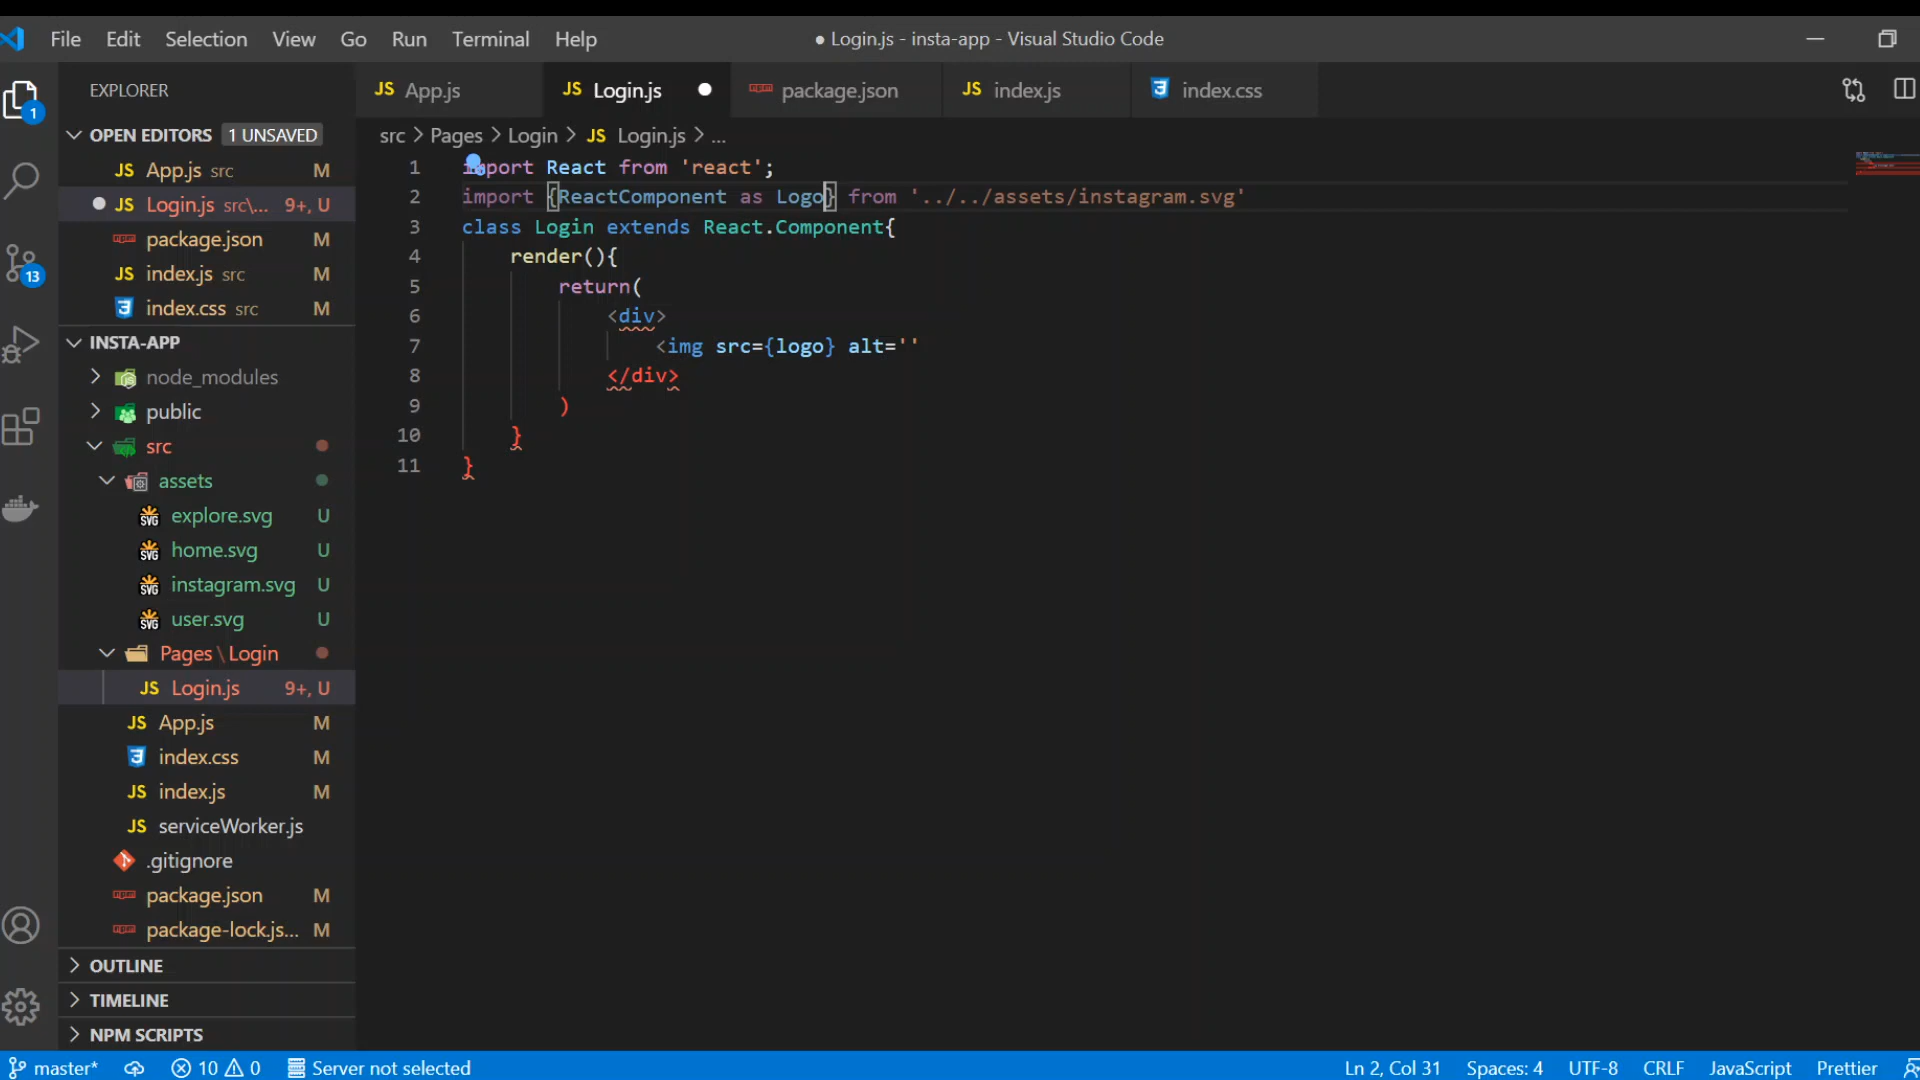 File Edit Selection View Go Run Terminal Help
● Login.js - insta-app - Visual Studio Code
EXPLORER
JS App.js
JS Login.js
package.json
JS index.js
index.css
OPEN EDITORS 1 UNSAVED
JS App.js src M
JS Login.js src\... 9+, U
package.json M
JS index.js src M
index.css src M
INSTA-APP
node_modules
public
src
assets
SVG explore.svg U
SVG home.svg U
SVG instagram.svg U
SVG user.svg U
Pages \ Login
JS Login.js 9+, U
JS App.js M
index.css M
JS index.js M
JS serviceWorker.js
.gitignore
package.json M
package-lock.js... M
OUTLINE
TIMELINE
NPM SCRIPTS
1
13
src > Pages > Login > JS Login.js > ...
1 import React from 'react';
2 import {ReactComponent as Logo} from '../../assets/instagram.svg'
3 class Login extends React.Component{
4 render(){
5 return(
6 <div>
7 <img src={logo} alt=''
8 </div>
9 )
10 }
11 }
master* 10 0 Server not selected
Ln 2, Col 31 Spaces: 4 UTF-8 CRLF JavaScript Prettier